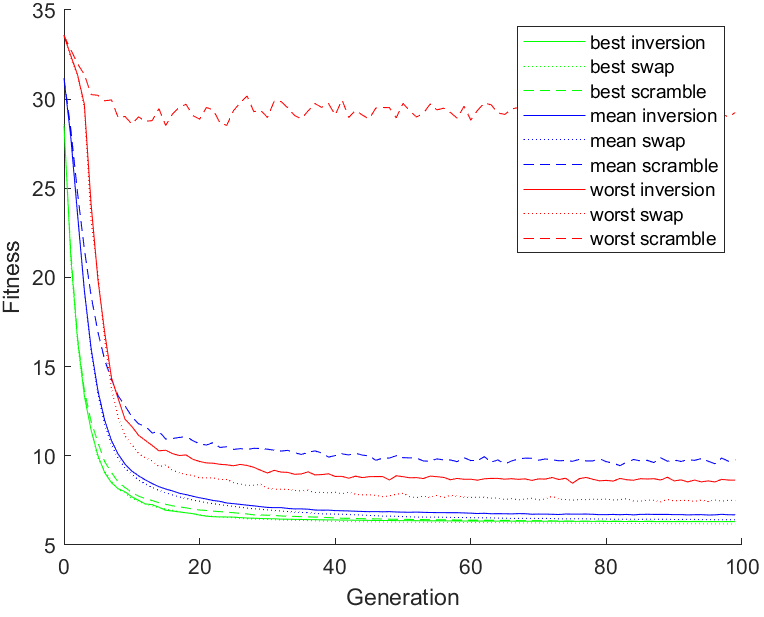 35
30
25
20
15
10
5
0
20
40
60
80
100
Fitness
Generation
best inversion
best swap
best scramble
mean inversion
mean swap
mean scramble
worst inversion
worst swap
worst scramble